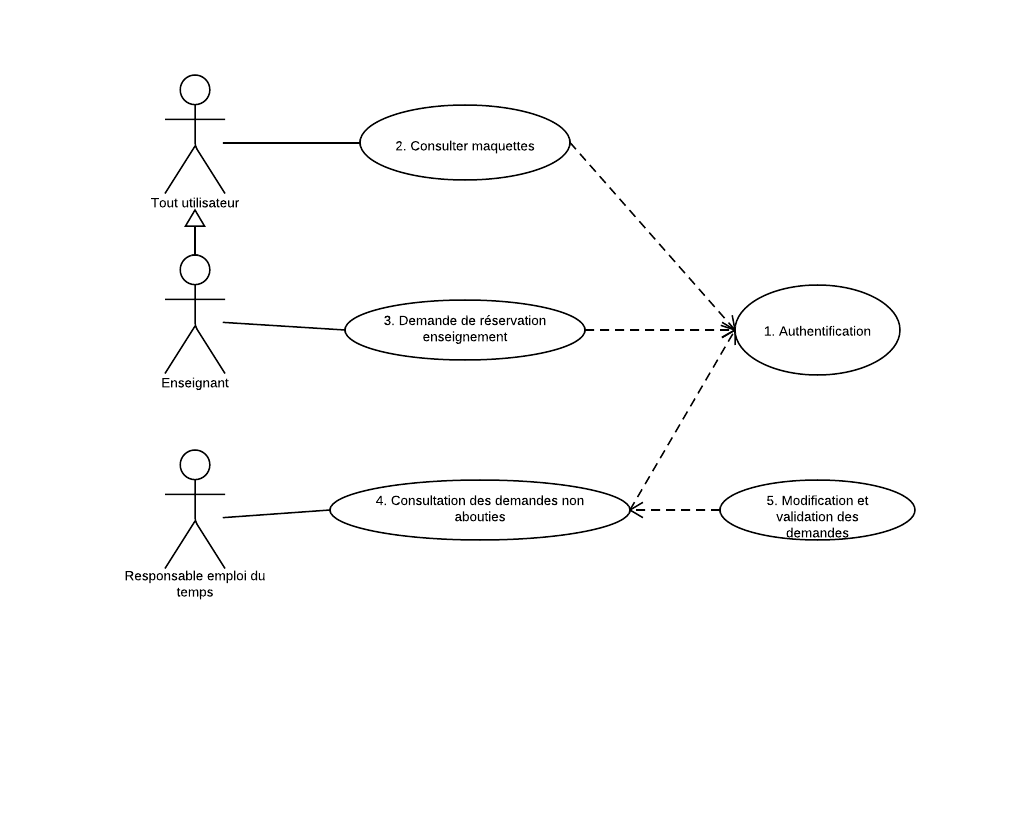 2. Consulter maquettes
Tout utilisateur
3. Demande de réservation
enseignement
1. Authentification
Enseignant
4. Consultation des demandes non
abouties
5. Modification et
validation des
demandes
Responsable emploi du
temps